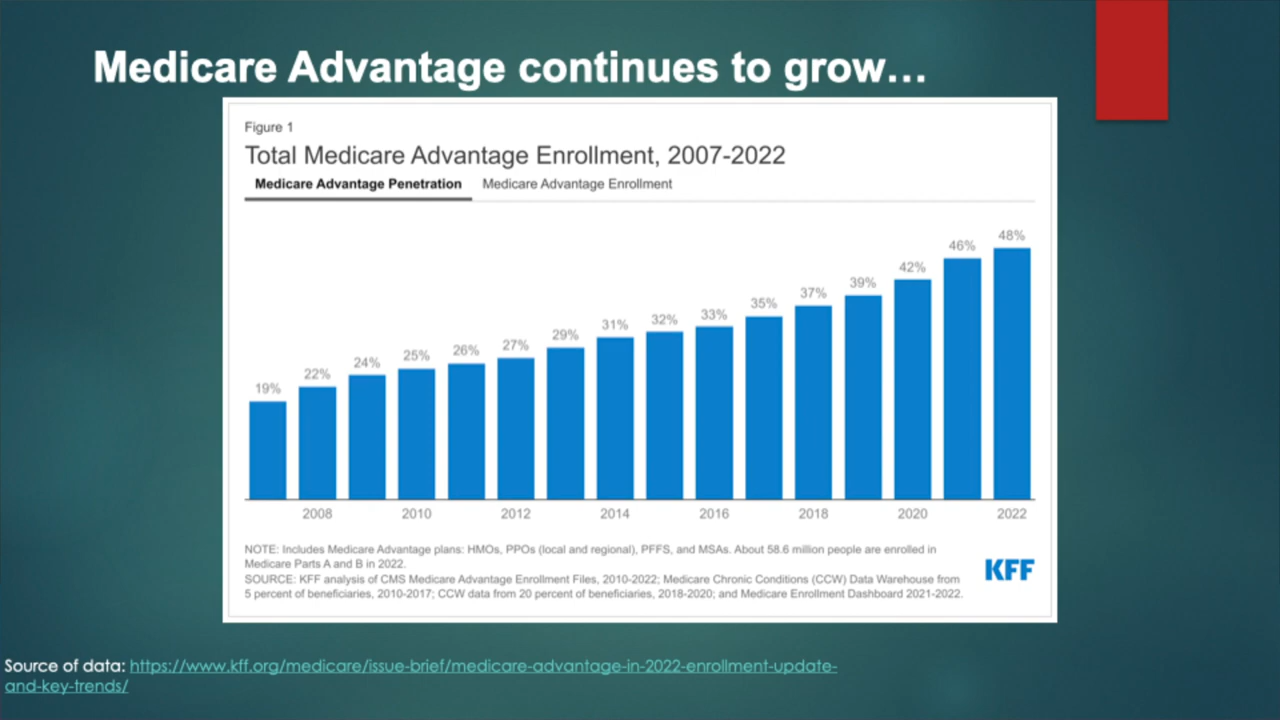 Medicare Advantage continues to grow...
Figure 1
Total Medicare Advantage Enrollment, 2007-2022
Medicare Advantage Penetration Medicare Advantage Enrollment
19% 22% 24% 25% 26% 27% 29% 31% 32% 33% 35% 37% 39% 42% 46% 48%
2008 2010 2012 2014 2016 2018 2020 2022
NOTE: Includes Medicare Advantage plans: HMOs, PPOs (local and regional), PFFS, and MSAs. About 58.6 million people are enrolled in
Medicare Parts A and B in 2022.
SOURCE: KFF analysis of CMS Medicare Advantage Enrollment Files, 2010-2022; Medicare Chronic Conditions (CCW) Data Warehouse from
5 percent of beneficiaries, 2010-2017; CCW data from 20 percent of beneficiaries, 2018-2020; and Medicare Enrollment Dashboard 2021-2022.
KFF
Source of data: https://www.kff.org/medicare/issue-brief/medicare-advantage-in-2022-enrollment-update-
and-key-trends/